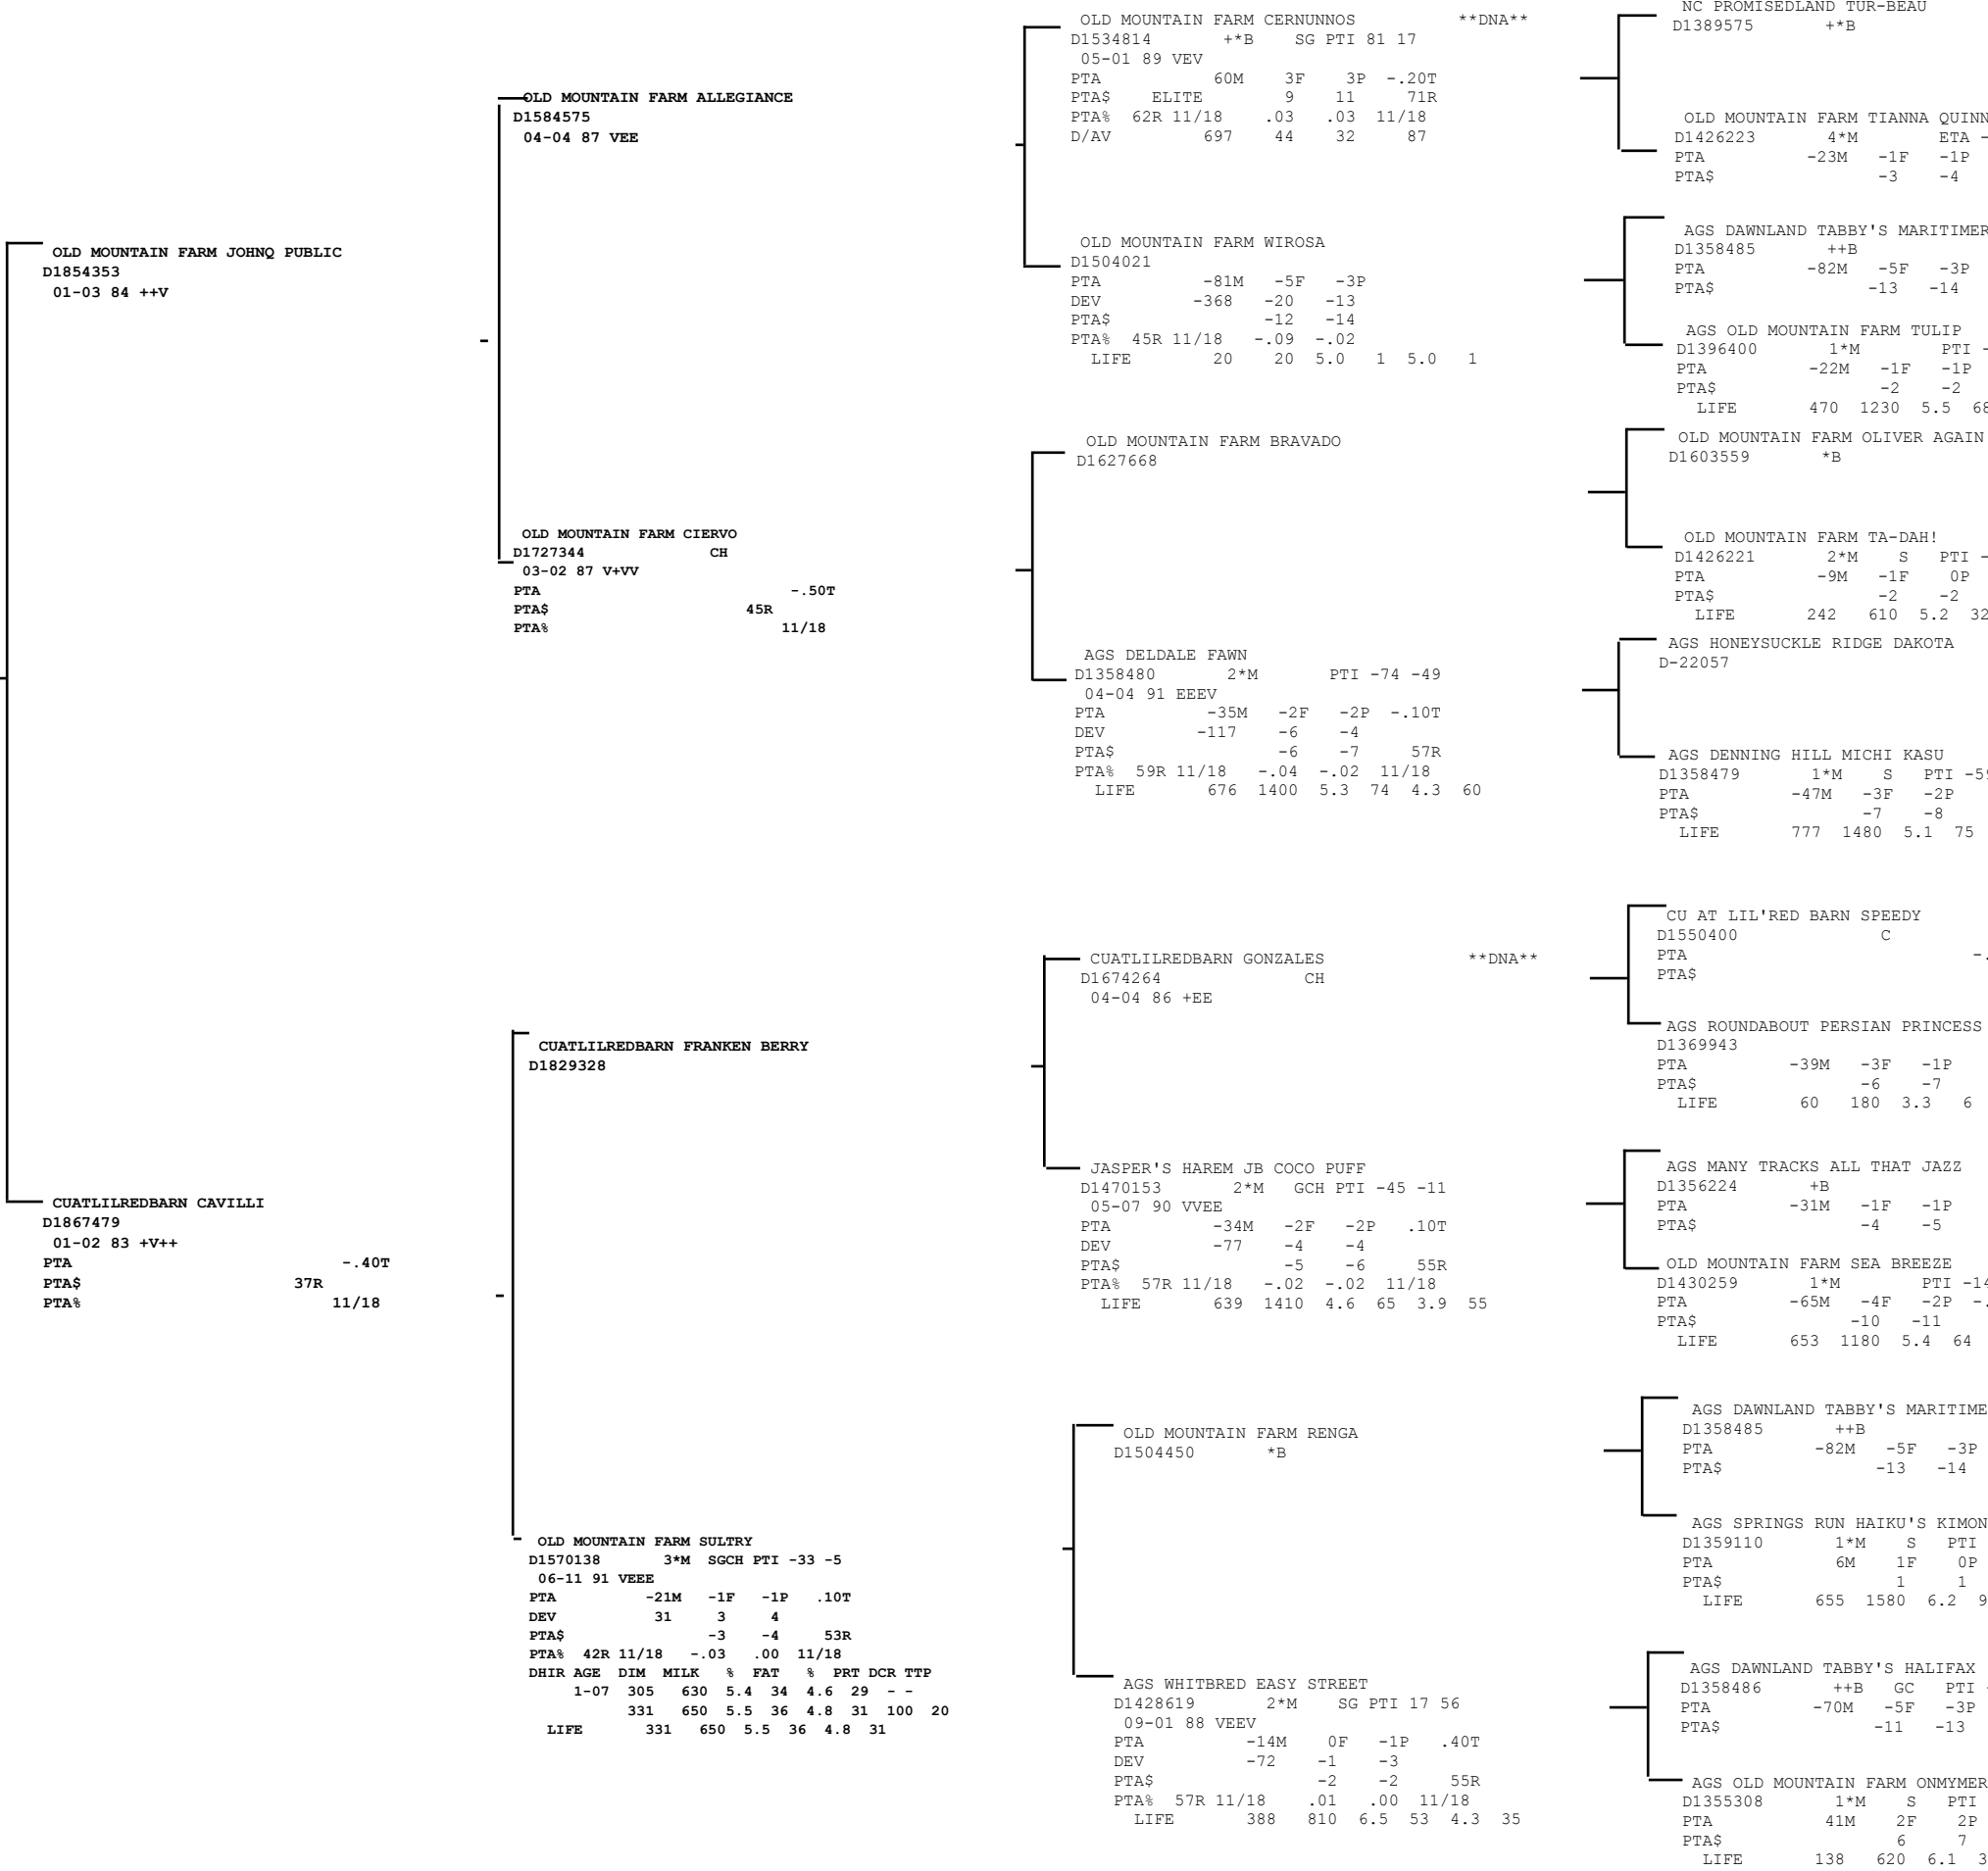 OLD MOUNTAIN FARM JOHNQ PUBLIC
D1854353
01-03 84 ++V
CUATLILREDBARN CAVILLI
D1867479
01-02 83 +V++
PTA -.40T
PTA$ 37R
PTA% 11/18
OLD MOUNTAIN FARM ALLEGIANCE
D1584575
04-04 87 VEE
OLD MOUNTAIN FARM CIERVO
D1727344 CH
03-02 87 V+VV
PTA -.50T
PTA$ 45R
PTA% 11/18
CUATLILREDBARN FRANKEN BERRY
D1829328
OLD MOUNTAIN FARM SULTRY
D1570138 3*M SGCH PTI -33 -5
06-11 91 VEEE
PTA -21M -1F -1P .10T
DEV 31 3 4
PTA$ -3 -4 53R
PTA% 42R 11/18 -.03 .00 11/18
DHIR AGE DIM MILK % FAT % PRT DCR TTP
1-07 305 630 5.4 34 4.6 29 - -
331 650 5.5 36 4.8 31 100 20
LIFE 331 650 5.5 36 4.8 31
OLD MOUNTAIN FARM CERNUNNOS **DNA**
D1534814 +*B SG PTI 81 17
05-01 89 VEV
PTA 60M 3F 3P -.20T
PTA$ ELITE 9 11 71R
PTA% 62R 11/18 .03 .03 11/18
D/AV 697 44 32 87
OLD MOUNTAIN FARM WIROSA
D1504021
PTA -81M -5F -3P
DEV -368 -20 -13
PTA$ -12 -14
PTA% 45R 11/18 -.09 -.02
LIFE 20 20 5.0 1 5.0 1
OLD MOUNTAIN FARM BRAVADO
D1627668
AGS DELDALE FAWN
D1358480 2*M PTI -74 -49
04-04 91 EEEV
PTA -35M -2F -2P -.10T
DEV -117 -6 -4
PTA$ -6 -7 57R
PTA% 59R 11/18 -.04 -.02 11/18
LIFE 676 1400 5.3 74 4.3 60
CUATLILREDBARN GONZALES **DNA**
D1674264 CH
04-04 86 +EE
JASPER'S HAREM JB COCO PUFF
D1470153 2*M GCH PTI -45 -11
05-07 90 VVEE
PTA -34M -2F -2P .10T
DEV -77 -4 -4
PTA$ -5 -6 55R
PTA% 57R 11/18 -.02 -.02 11/18
LIFE 639 1410 4.6 65 3.9 55
OLD MOUNTAIN FARM RENGA
D1504450 *B
AGS WHITBRED EASY STREET
D1428619 2*M SG PTI 17 56
09-01 88 VEEV
PTA -14M 0F -1P .40T
DEV -72 -1 -3
PTA$ -2 -2 55R
PTA% 57R 11/18 .01 .00 11/18
LIFE 388 810 6.5 53 4.3 35
NC PROMISEDLAND TUR-BEAU
D1389575 +*B
OLD MOUNTAIN FARM TIANNA QUINN
D1426223 4*M ETA -
PTA -23M -1F -1P
PTA$ -3 -4
AGS DAWNLAND TABBY'S MARITIMER
D1358485 ++B
PTA -82M -5F -3P
PTA$ -13 -14
AGS OLD MOUNTAIN FARM TULIP
D1396400 1*M PTI -
PTA -22M -1F -1P
PTA$ -2 -2
LIFE 470 1230 5.5 68
OLD MOUNTAIN FARM OLIVER AGAIN
D1603559 *B
OLD MOUNTAIN FARM TA-DAH!
D1426221 2*M S PTI -
PTA -9M -1F 0P
PTA$ -2 -2
LIFE 242 610 5.2 32
AGS HONEYSUCKLE RIDGE DAKOTA
D-22057
AGS DENNING HILL MICHI KASU
D1358479 1*M S PTI -59
PTA -47M -3F -2P
PTA$ -7 -8
LIFE 777 1480 5.1 75
CU AT LIL'RED BARN SPEEDY
D1550400 C
PTA -.
PTA$
AGS ROUNDABOUT PERSIAN PRINCESS
D1369943
PTA -39M -3F -1P
PTA$ -6 -7
LIFE 60 180 3.3 6
AGS MANY TRACKS ALL THAT JAZZ
D1356224 +B
PTA -31M -1F -1P
PTA$ -4 -5
OLD MOUNTAIN FARM SEA BREEZE
D1430259 1*M PTI -14
PTA -65M -4F -2P -.
PTA$ -10 -11
LIFE 653 1180 5.4 64
AGS DAWNLAND TABBY'S MARITIME
D1358485 ++B
PTA -82M -5F -3P
PTA$ -13 -14
AGS SPRINGS RUN HAIKU'S KIMON
D1359110 1*M S PTI
PTA 6M 1F 0P
PTA$ 1 1
LIFE 655 1580 6.2 9
AGS DAWNLAND TABBY'S HALIFAX
D1358486 ++B GC PTI
PTA -70M -5F -3P
PTA$ -11 -13
AGS OLD MOUNTAIN FARM ONMYMER
D1355308 1*M S PTI
PTA 41M 2F 2P
PTA$ 6 7
LIFE 138 620 6.1 3